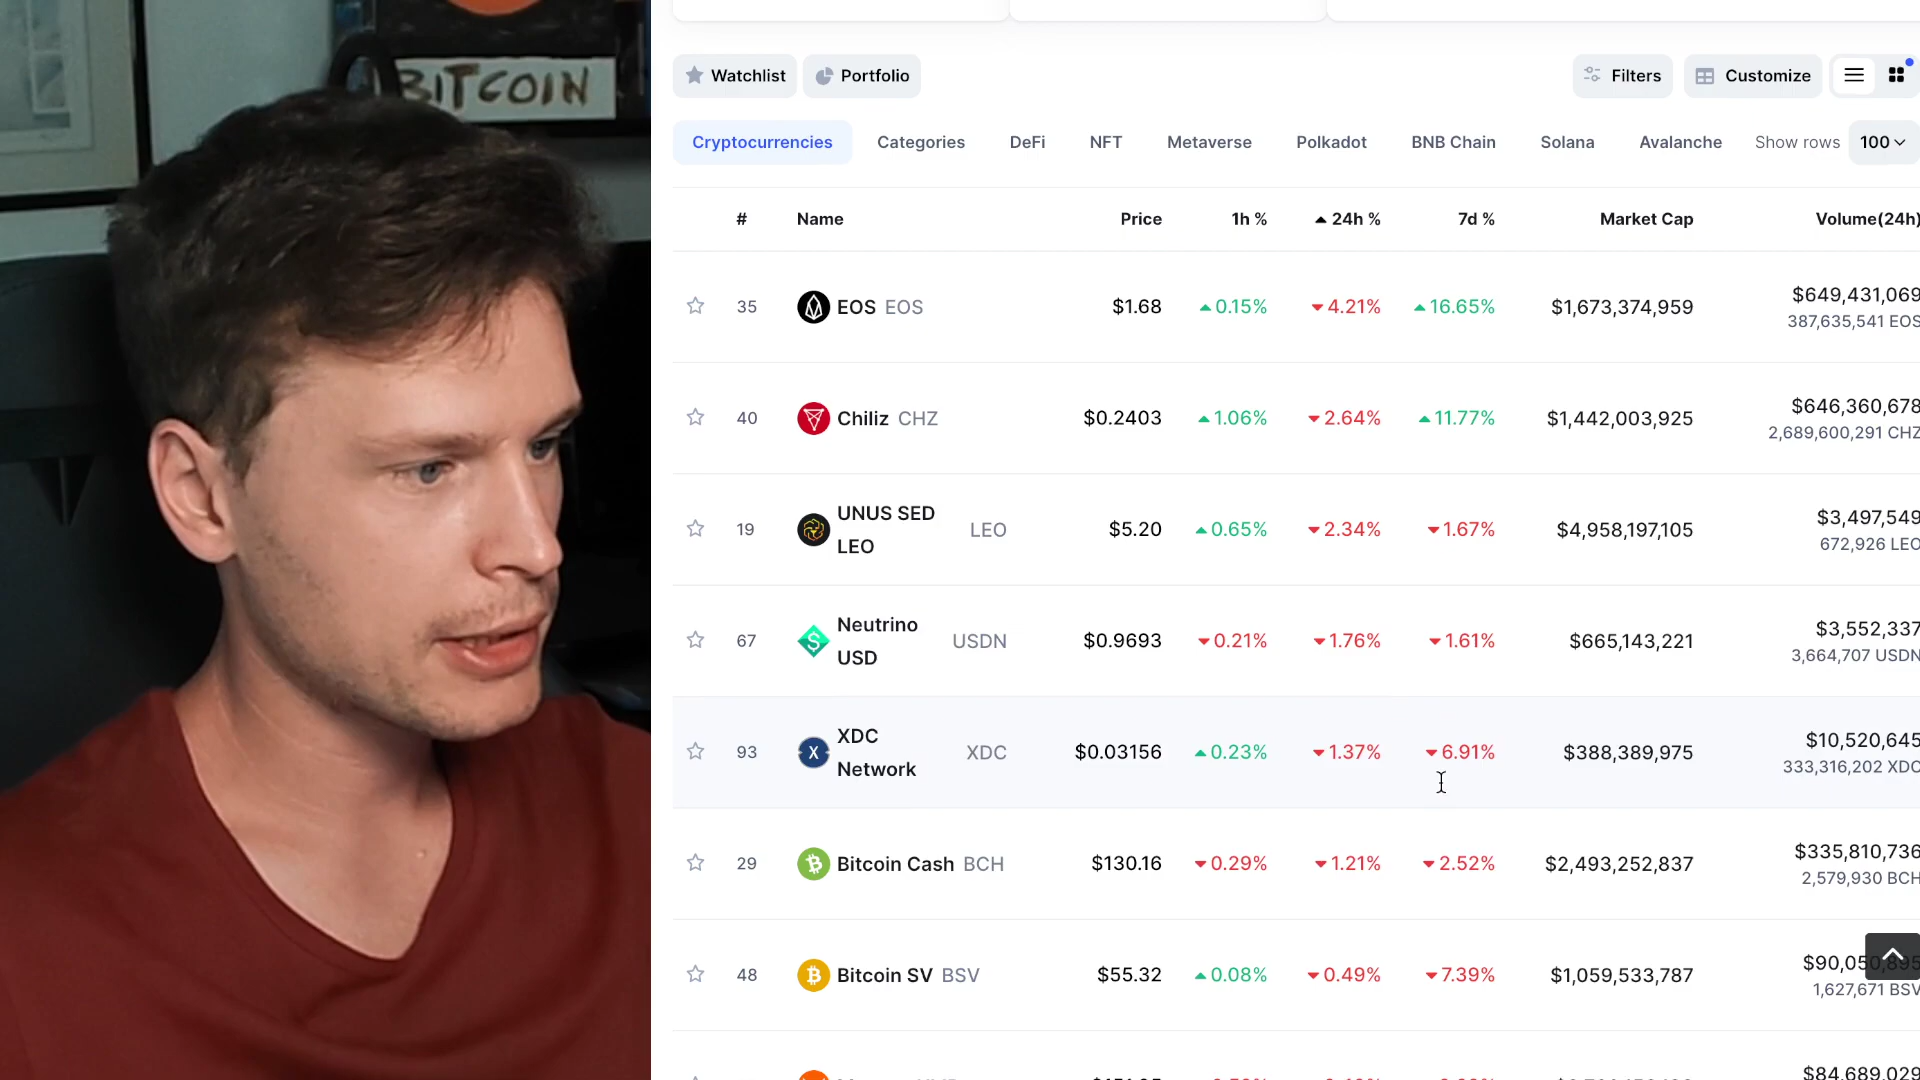 BITCOIN
Watchlist Portfolio Filters Customize
Cryptocurrencies Categories DeFi NFT Metaverse Polkadot BNB Chain Solana Avalanche Show rows 100
# Name Price 1h % 24h % 7d % Market Cap Volume(24h)
35 EOS EOS $1.68 0.15% 4.21% 16.65% $1,673,374,959 $649,431,069
387,635,541 EOS
40 Chiliz CHZ $0.2403 1.06% 2.64% 11.77% $1,442,003,925 $646,360,678
2,689,600,291 CHZ
19 UNUS SED LEO $5.20 0.65% 2.34% 1.67% $4,958,197,105 $3,497,549
LEO 672,926 LEO
67 Neutrino USDN $0.9693 0.21% 1.76% 1.61% $665,143,221 $3,552,337
USD 3,664,707 USDN
93 XDC XDC $0.03156 0.23% 1.37% 6.91% $388,389,975 $10,520,645
Network 333,316,202 XDC
29 Bitcoin Cash BCH $130.16 0.29% 1.21% 2.52% $2,493,252,837 $335,810,736
2,579,930 BCH
48 Bitcoin SV BSV $55.32 0.08% 0.49% 7.39% $1,059,533,787 $90,050,895
1,627,671 BSV
$84,689,029